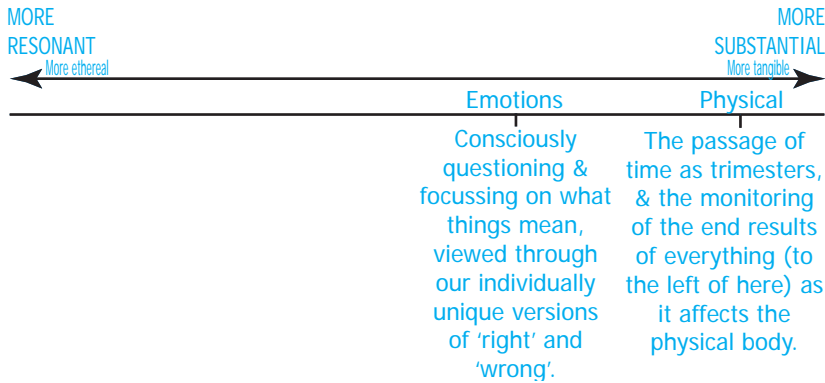 MORE
RESONANT
More ethereal
MORE
SUBSTANTIAL
More tangible
Emotions
Consciously
questioning &
focussing on what
things mean,
viewed through
our individually
unique versions
of ‘right’ and
‘wrong’.
Physical
The passage of
time as trimesters,
& the monitoring
of the end results
of everything (to
the left of here) as
it affects the
physical body.